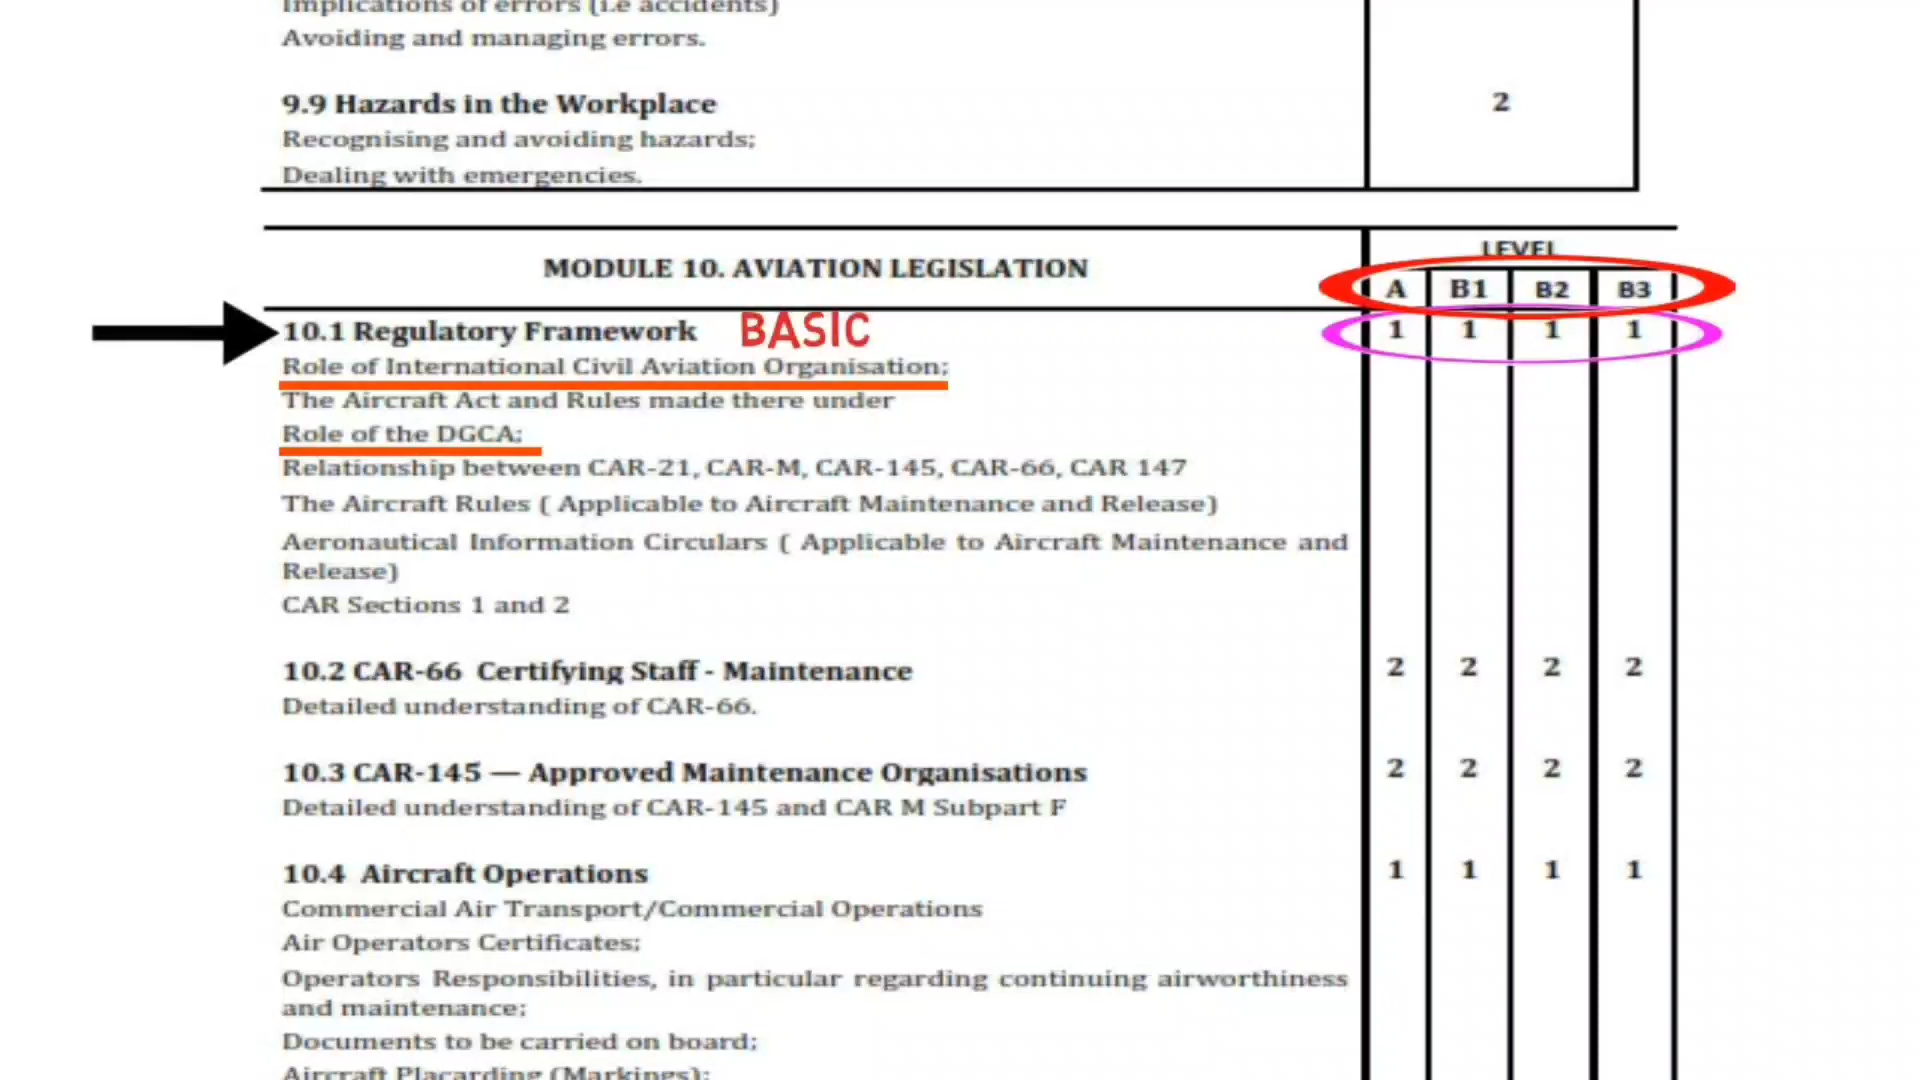 Implications of errors (i.e accidents)
Avoiding and managing errors.
9.9 Hazards in the Workplace
2
Recognising and avoiding hazards;
Dealing with emergencies.
MODULE 10. AVIATION LEGISLATION
LEVEL
A B1 B2 B3
10.1 Regulatory Framework BASIC 1 1 1 1
Role of International Civil Aviation Organisation;
The Aircraft Act and Rules made there under
Role of the DGCA;
Relationship between CAR-21, CAR-M, CAR-145, CAR-66, CAR 147
The Aircraft Rules ( Applicable to Aircraft Maintenance and Release)
Aeronautical Information Circulars ( Applicable to Aircraft Maintenance and
Release)
CAR Sections 1 and 2
10.2 CAR-66 Certifying Staff - Maintenance 2 2 2 2
Detailed understanding of CAR-66.
10.3 CAR-145 — Approved Maintenance Organisations 2 2 2 2
Detailed understanding of CAR-145 and CAR M Subpart F
10.4 Aircraft Operations 1 1 1 1
Commercial Air Transport/Commercial Operations
Air Operators Certificates;
Operators Responsibilities, in particular regarding continuing airworthiness
and maintenance;
Documents to be carried on board;
Aircraft Placarding (Markings);